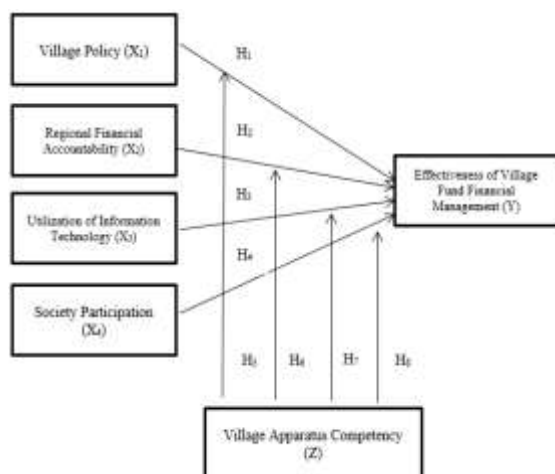 Village Policy (X₁)
H₁
Regional Financial
Accountability (X₂)
H₂
Effectiveness of Village
Fund Financial
Management (Y)
Utilization of Information
Technology (X₃)
H₃
H₄
Society Participation
(X₄)
H₅ H₆ H₇ H₈
Village Apparatus Competency
(Z)